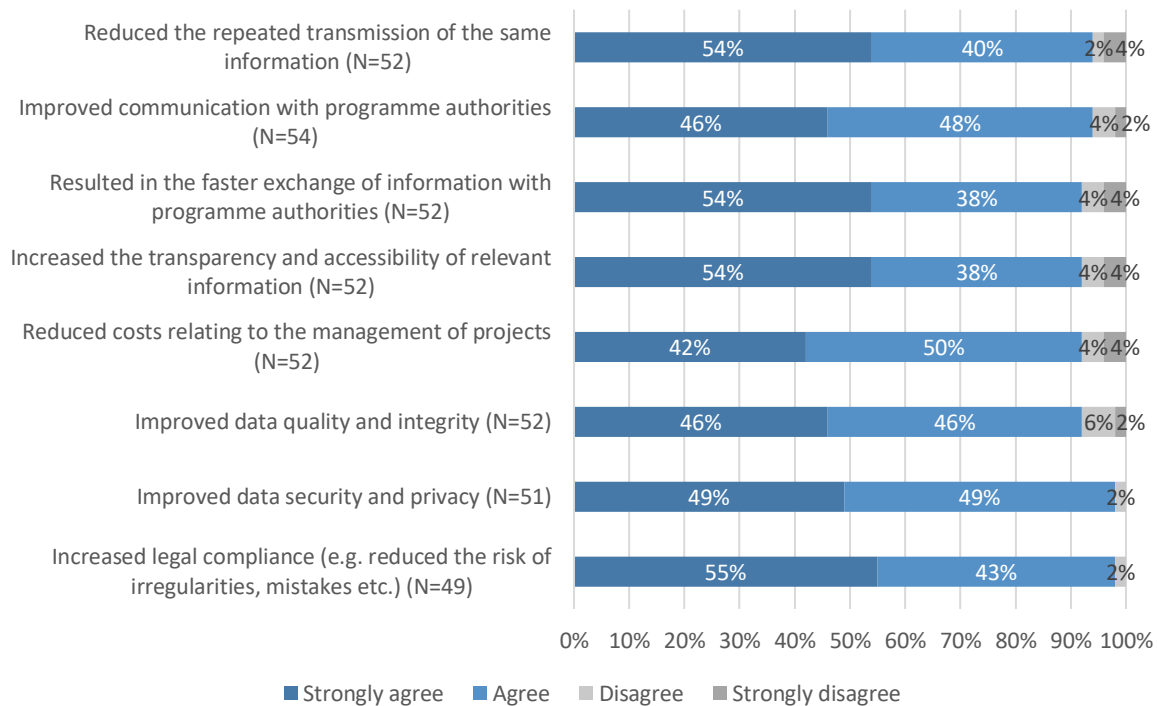 Reduced the repeated transmission of the same
information (N=52)
54% 40% 2% 4%
Improved communication with programme authorities
(N=54)
46% 48% 4% 2%
Resulted in the faster exchange of information with
programme authorities (N=52)
54% 38% 4% 4%
Increased the transparency and accessibility of relevant
information (N=52)
54% 38% 4% 4%
Reduced costs relating to the management of projects
(N=52)
42% 50% 4% 4%
Improved data quality and integrity (N=52)
46% 46% 6% 2%
Improved data security and privacy (N=51)
49% 49% 2%
Increased legal compliance (e.g. reduced the risk of
irregularities, mistakes etc.) (N=49)
55% 43% 2%
0% 10% 20% 30% 40% 50% 60% 70% 80% 90% 100%
Strongly agree Agree Disagree Strongly disagree